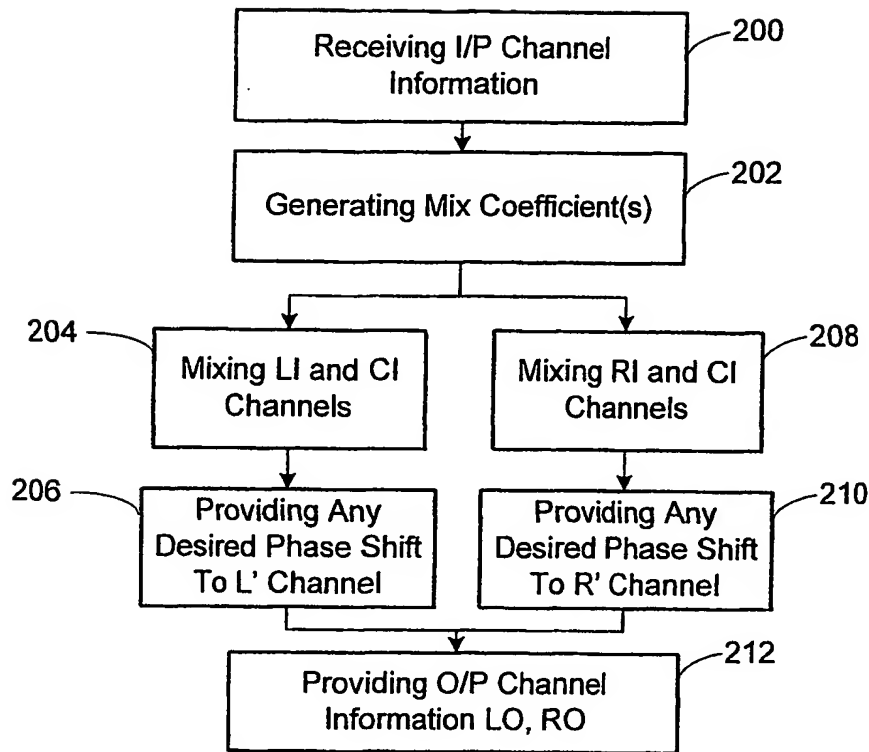 Receiving I/P Channel
Information
200
Generating Mix Coefficient(s)
202
204
Mixing LI and CI
Channels
Mixing RI and CI
Channels
208
206
Providing Any
Desired Phase Shift
To L' Channel
Providing Any
Desired Phase Shift
To R' Channel
210
Providing O/P Channel
Information LO, RO
212